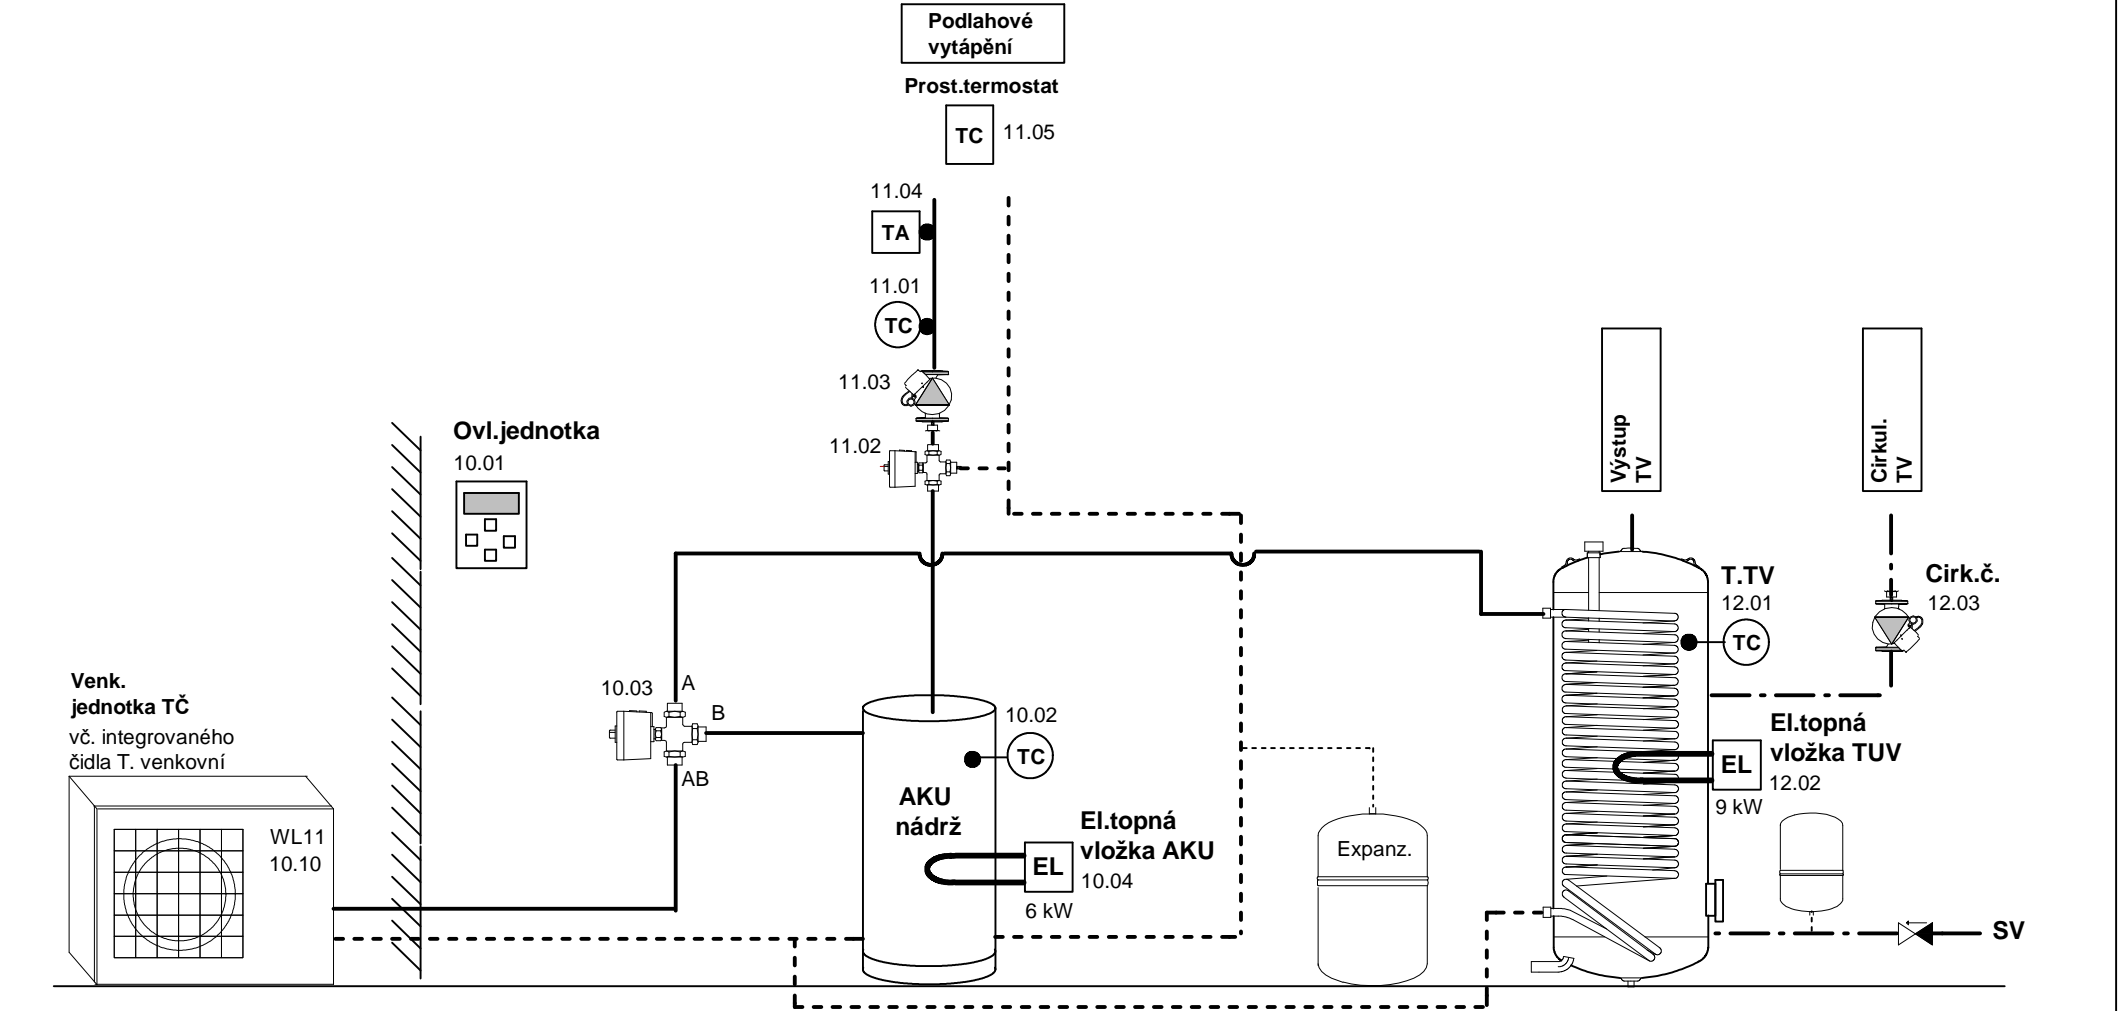 Podlahové
vytápění
Prost.termostat
TC
11.05
11.04
TA
11.01
TC
11.03
11.02
Ovl.jednotka
10.01
Výstup
TV
Cirkul.
TV
T.TV
12.01
TC
Cirk.č.
12.03
Venk.
jednotka TČ
vč. integrovaného
čidla T. venkovní
WL11
10.10
10.03
A
B
AB
10.02
TC
AKU
nádrž
El.topná
vložka AKU
EL
10.04
6 kW
Expanz.
El.topná
vložka TUV
EL
12.02
9 kW
SV